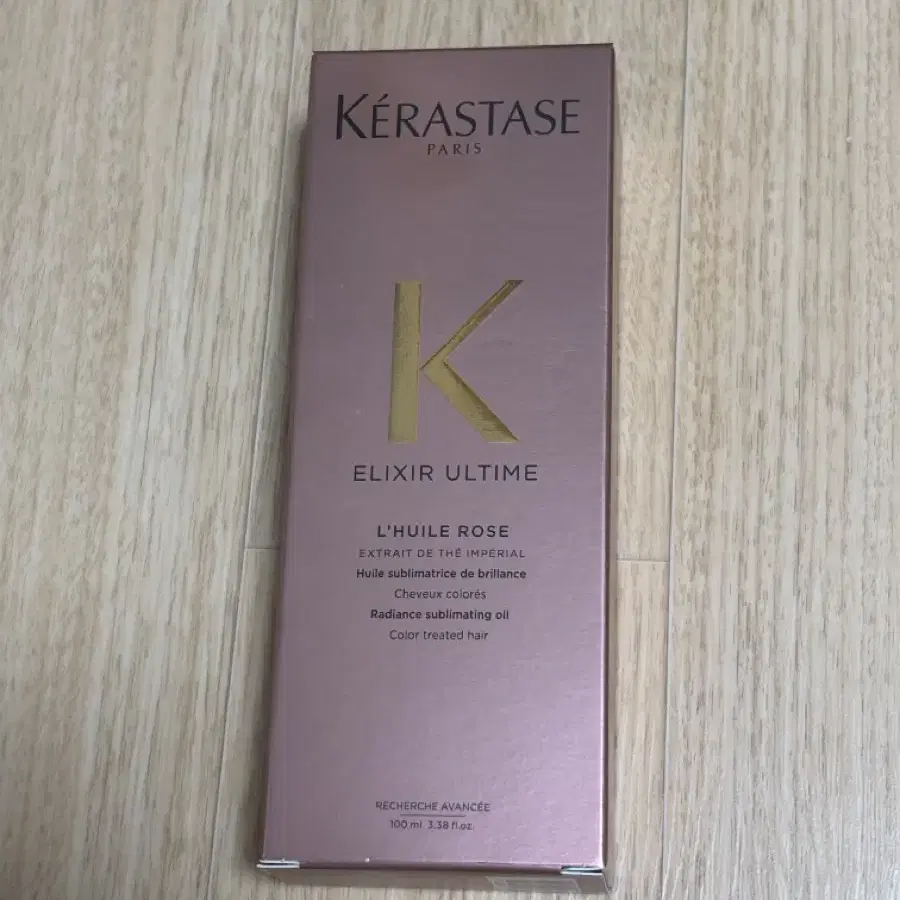 KÉRASTASE
PARIS
K
ELIXIR ULTIME
L'HUILE ROSE
EXTRAIT DE THÉ IMPÉRIAL
Huile sublimatrice de brillance
Cheveux colorés
Radiance sublimating oil
Color treated hair
RECHERCHE AVANCÉE
100 ml 3.38 fl.oz.